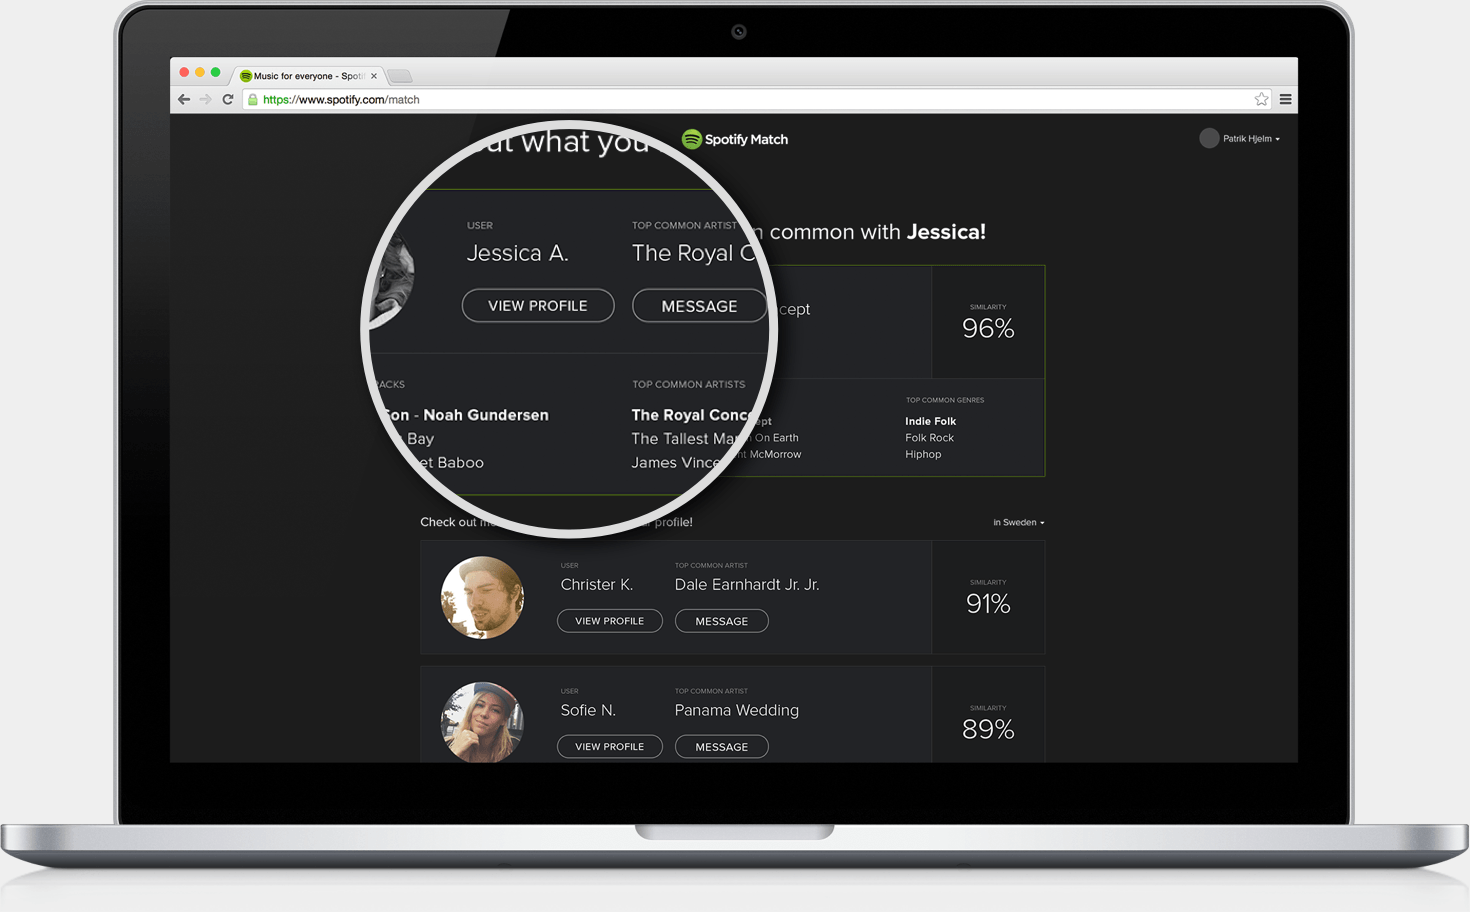 Music for everyone - Spoti
https://www.spotify.com/match
Spotify Match
Patrik Hjelm
what you
common with Jessica!
USER
Jessica A.
VIEW PROFILE
TOP COMMON ARTIST
The Royal C
MESSAGE
cept
SIMILARITY
96%
ACKS
Son - Noah Gundersen
Bay
et Baboo
TOP COMMON ARTISTS
The Royal Conc ept
The Tallest Ma n On Earth
James Vince nt McMorrow
TOP COMMON GENRES
Indie Folk
Folk Rock
Hiphop
Check out profile!
in Sweden
USER
Christer K.
VIEW PROFILE
TOP COMMON ARTIST
Dale Earnhardt Jr. Jr.
MESSAGE
SIMILARITY
91%
USER
Sofie N.
VIEW PROFILE
TOP COMMON ARTIST
Panama Wedding
MESSAGE
SIMILARITY
89%